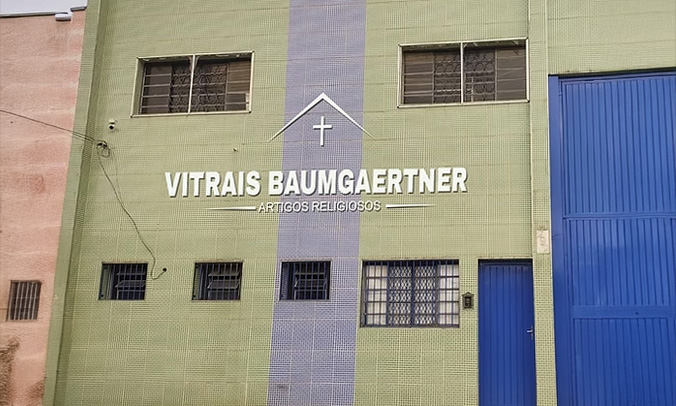 VITRAIS BAUMGAERTNER
ARTIGOS RELIGIOSOS